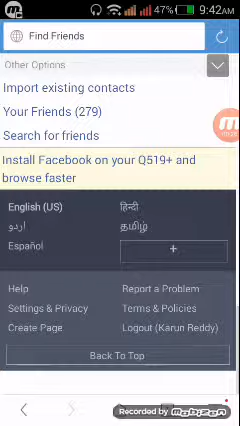 47% 9:42AM
Find Friends
Other Options
Import existing contacts
Your Friends (279)
Search for friends
Install Facebook on your Q519+ and
browse faster
English (US) हिन्दी
اردو தமிழ்
Español +
Help Report a Problem
Settings & Privacy Terms & Policies
Create Page Logout (Karun Reddy)
Back To Top
Recorded by mobizen